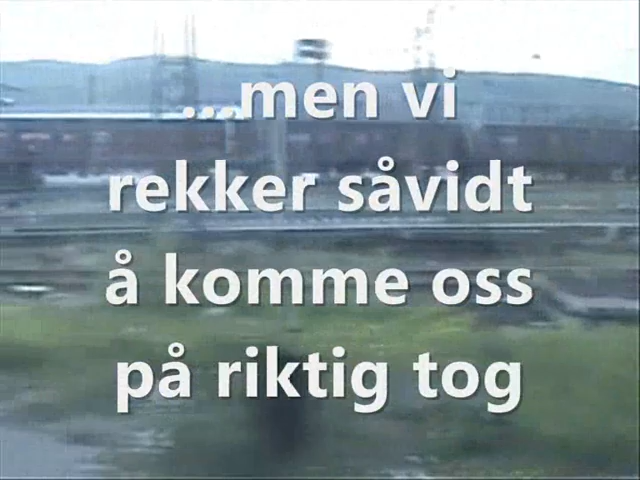 ...men vi
rekker såvidt
å komme oss
på riktig tog